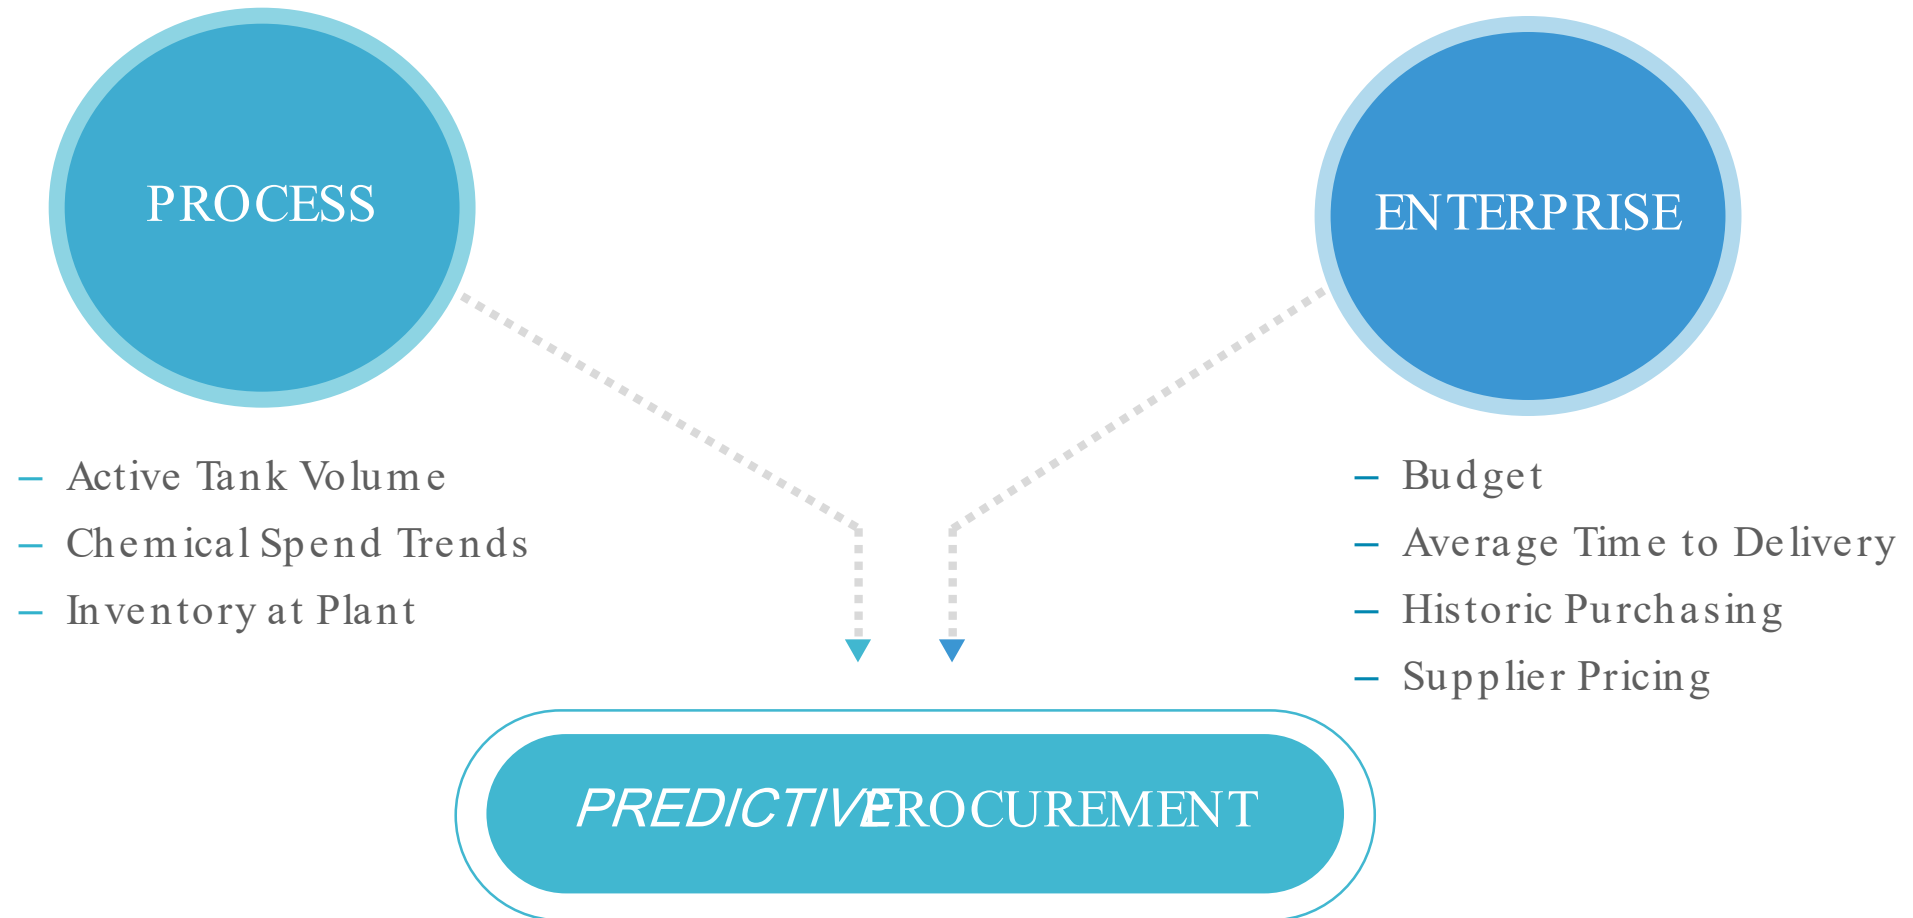 PROCESS
– Active Tank Volume
– Chemical Spend Trends
– Inventory at Plant
ENTERPRISE
– Budget
– Average Time to Delivery
– Historic Purchasing
– Supplier Pricing
PREDICTIVE PROCUREMENT